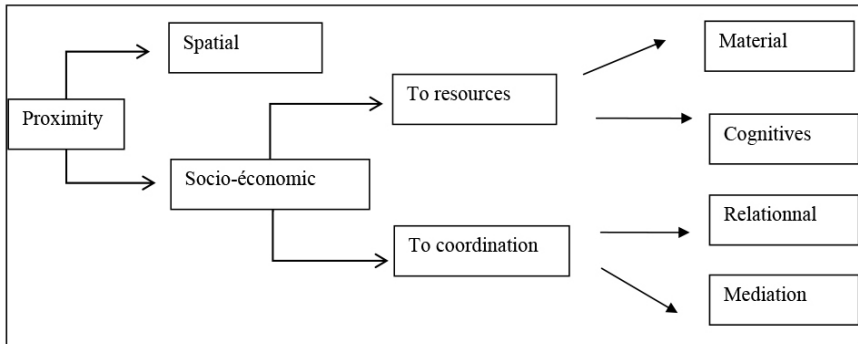 Spatial
Material
To resources
Proximity
Cognitives
Socio-économic
Relationnal
To coordination
Mediation